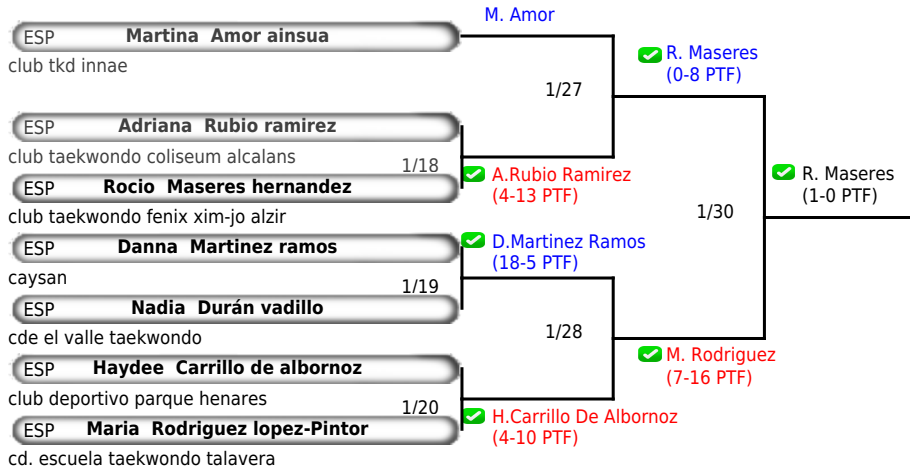 M. Amor
ESP Martina Amor ainsua
club tkd innae
R. Maseres
(0-8 PTF)
1/27
ESP Adriana Rubio ramirez
club taekwondo coliseum alcalans
1/18
A.Rubio Ramirez
(4-13 PTF)
ESP Rocio Maseres hernandez
club taekwondo fenix xim-jo alzir
R. Maseres
(1-0 PTF)
1/30
ESP Danna Martinez ramos
caysan
D.Martinez Ramos
(18-5 PTF)
1/19
ESP Nadia Durán vadillo
cde el valle taekwondo
1/28
ESP Haydee Carrillo de albornoz
club deportivo parque henares
M. Rodriguez
(7-16 PTF)
1/20
H.Carrillo De Albornoz
(4-10 PTF)
ESP Maria Rodriguez lopez-Pintor
cd. escuela taekwondo talavera